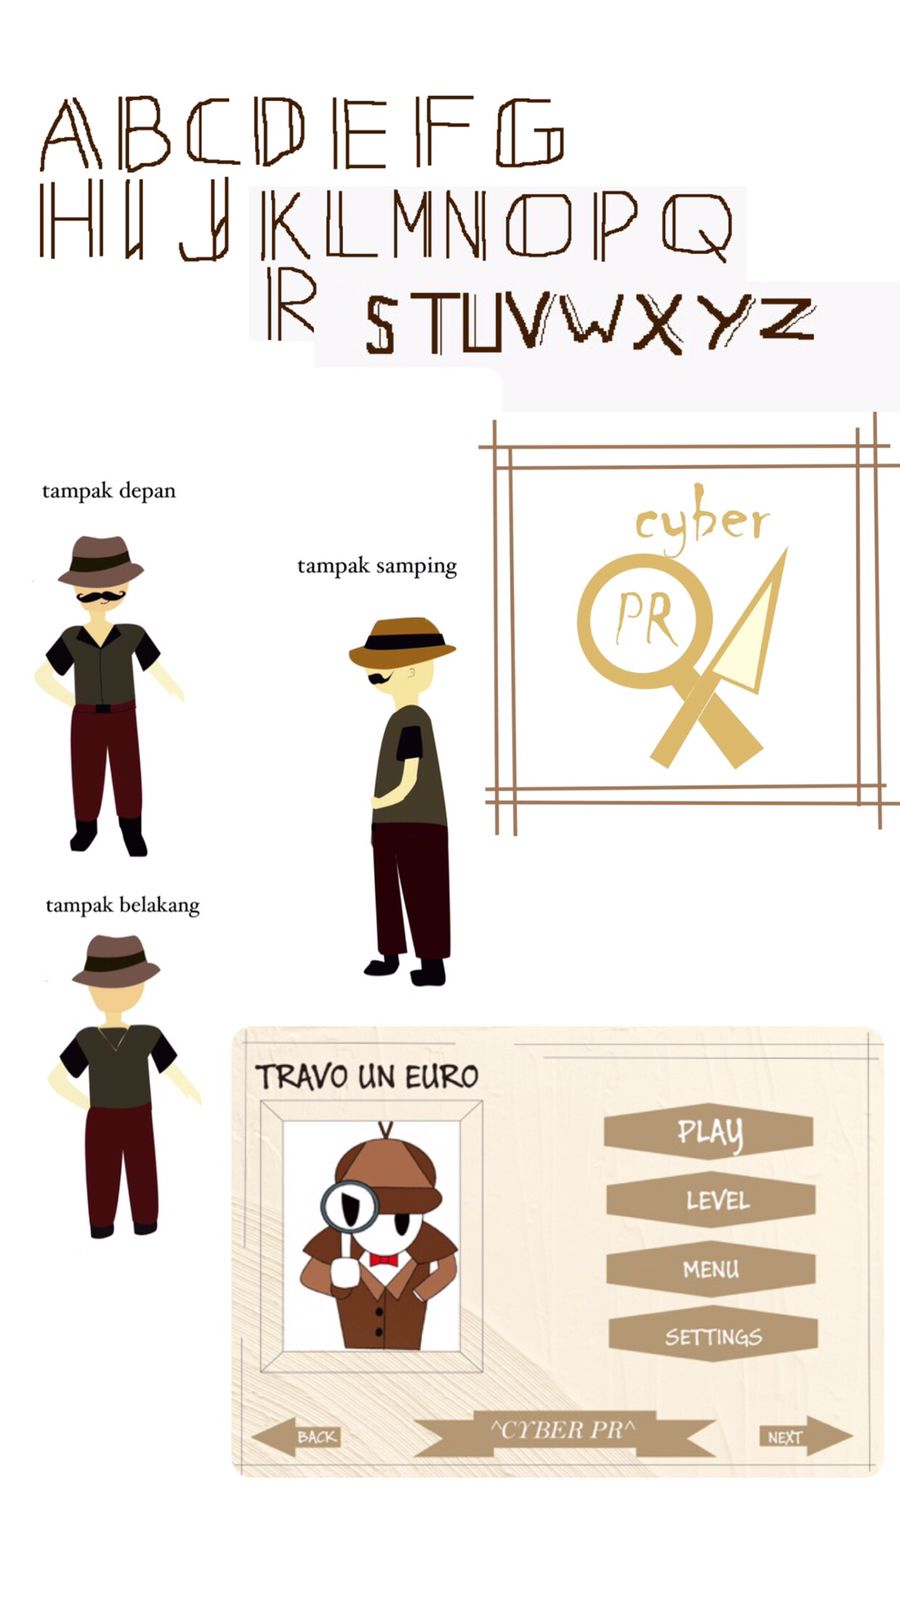 ABCDEFG
HIJKLMNOPQ
R
STUVWXYZ
tampak depan
tampak samping
cyber
PR
tampak belakang
TRAVO UN EURO
PLAY
LEVEL
MENU
SETTINGS
BACK
^CYBER PR^
NEXT